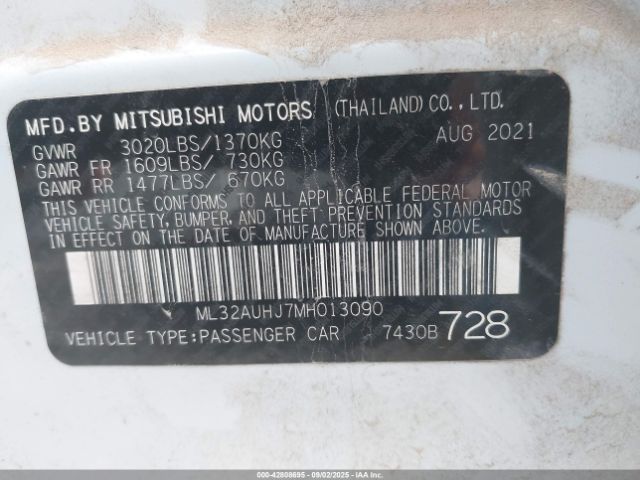 MFD.BY MITSUBISHI MOTORS (THAILAND) CO., LTD.
GVWR 3020LBS/1370KG AUG 2021
GAWR FR 1609LBS/ 730KG
GAWR RR 1477LBS/ 670KG
THIS VEHICLE CONFORMS TO ALL APPLICABLE FEDERAL MOTOR
VEHICLE SAFETY, BUMPER, AND THEFT PREVENTION STANDARDS
IN EFFECT ON THE DATE OF MANUFACTURE SHOWN ABOVE.
ML32AUHJ7MH013090
VEHICLE TYPE:PASSENGER CAR 7430B 728
000-42808695 - 09/02/2025 - IAAI.COM